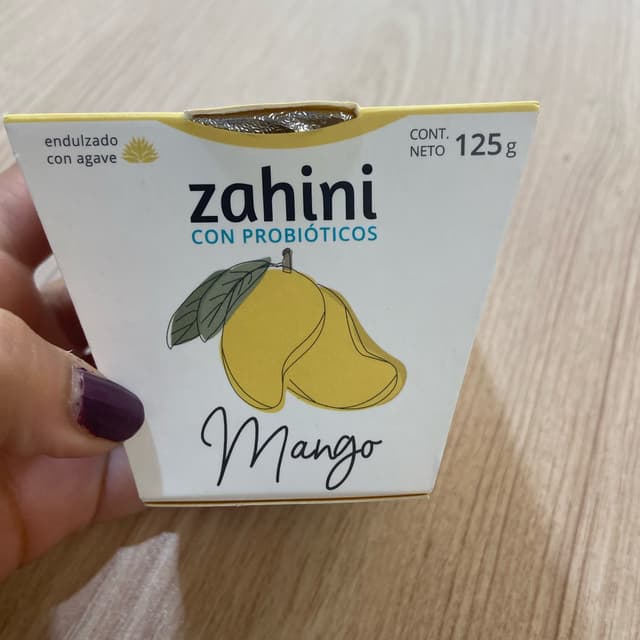 endulzado
con agave
CONT.
NETO 125 g
zahini
CON PROBIÓTICOS
Mango